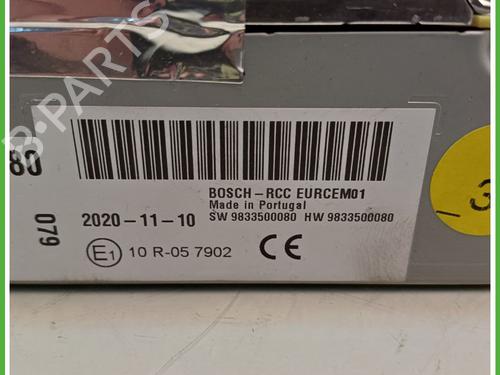 80
079
BOSCH-RCC EURCEM01
Made in Portugal
2020-11-10 SW 9833500080 HW 9833500080
E1 10 R-05 7902 CE
B-PARTS